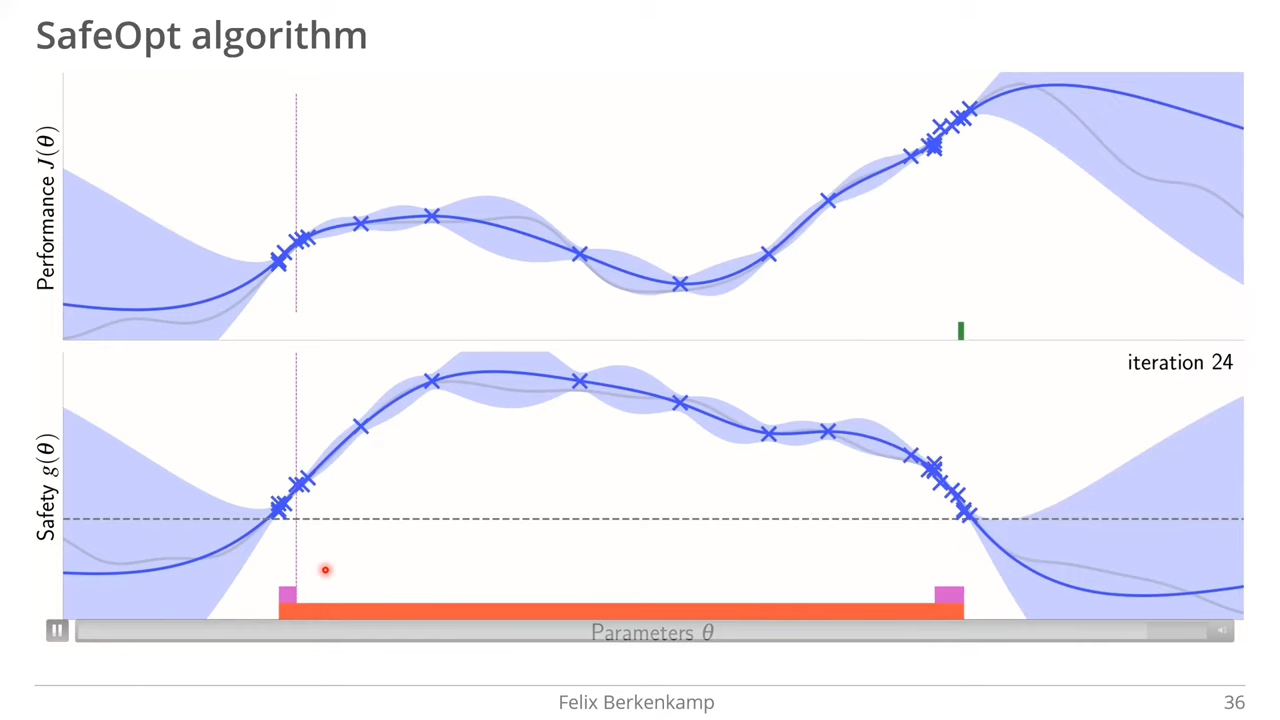 SafeOpt algorithm
Performance J(θ)
iteration 24
Safety g(θ)
Parameters θ
Felix Berkenkamp
36